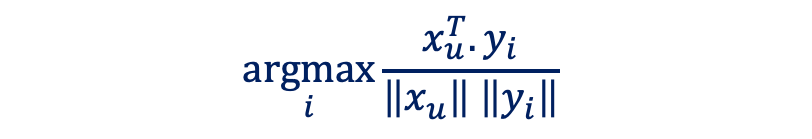 argmax_i x_u^T . y_i / ‖x_u‖ ‖y_i‖